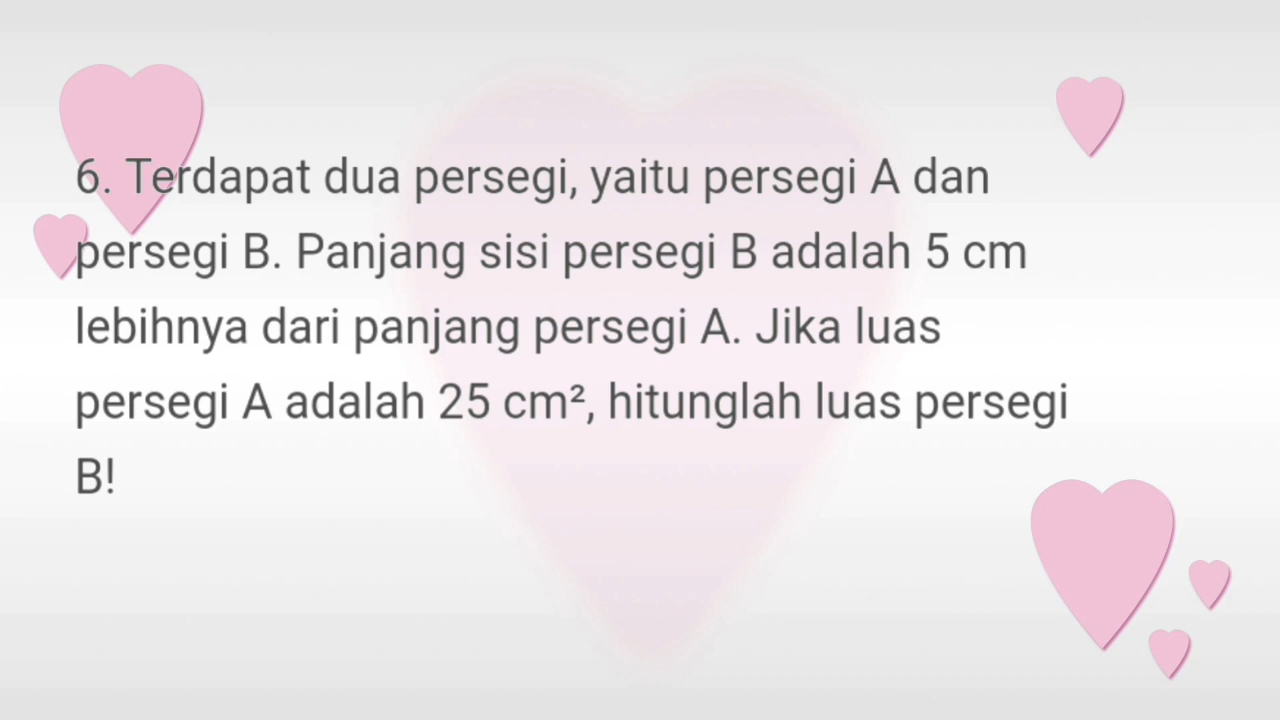 6. Terdapat dua persegi, yaitu persegi A dan
persegi B. Panjang sisi persegi B adalah 5 cm
lebihnya dari panjang persegi A. Jika luas
persegi A adalah 25 cm², hitunglah luas persegi
B!